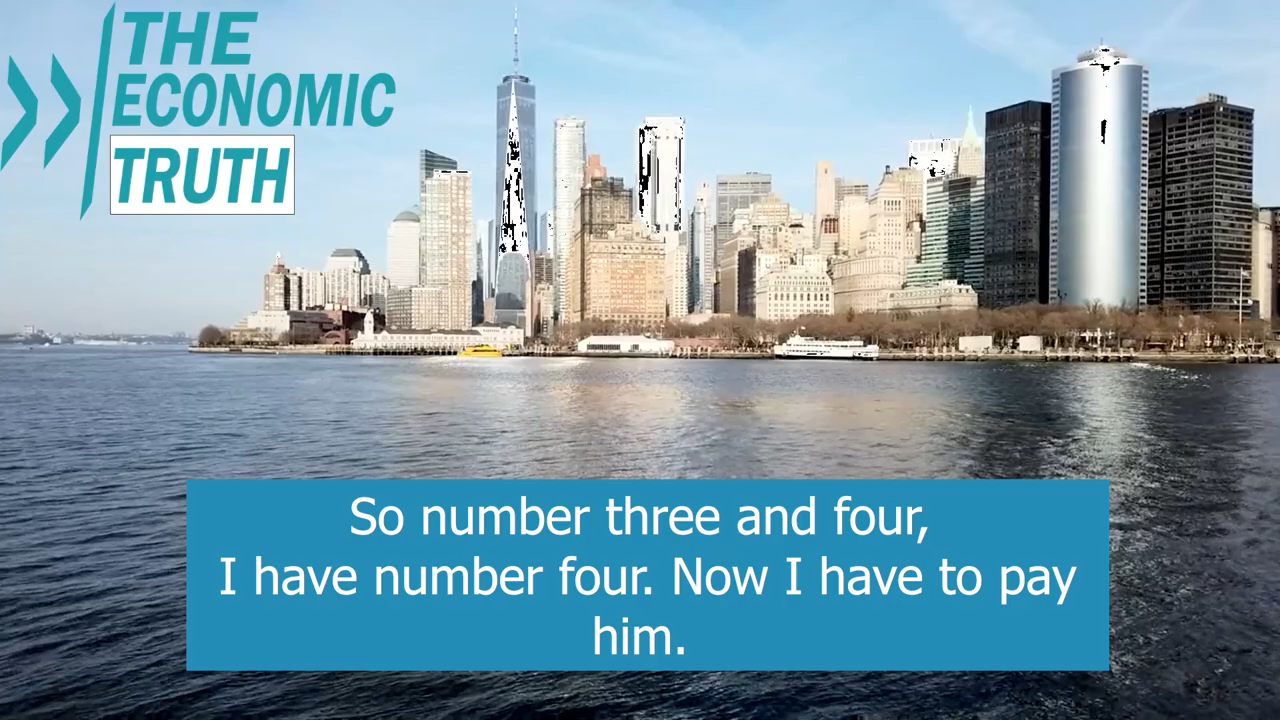 THE
ECONOMIC
TRUTH
So number three and four,
I have number four. Now I have to pay
him.